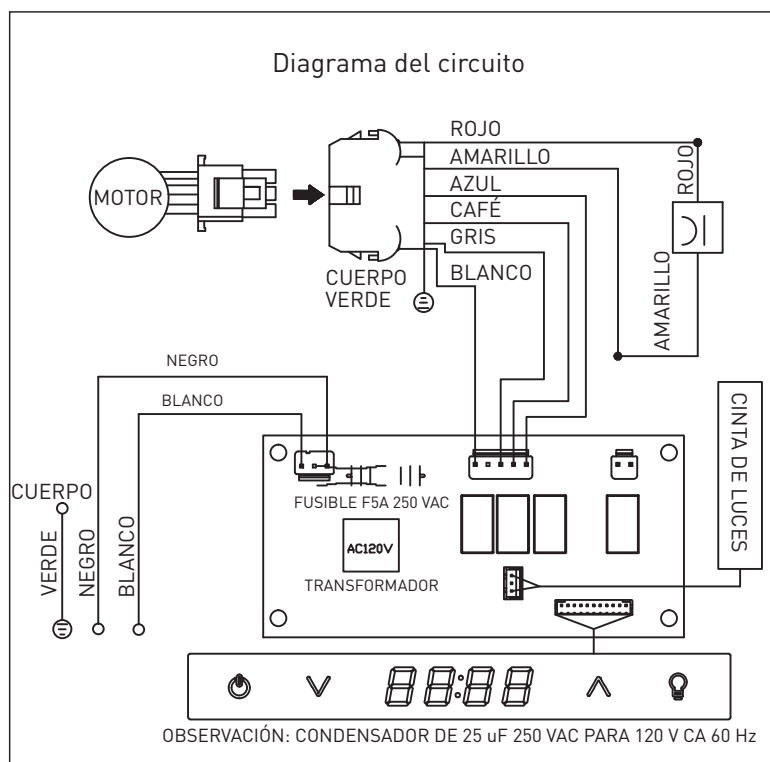 Diagrama del circuito
ROJO
AMARILLO
AZUL
CAFÉ
GRIS
BLANCO
MOTOR
CUERPO
VERDE
ROJO
AMARILLO
NEGRO
BLANCO
CUERPO
VERDE
NEGRO
BLANCO
FUSIBLE F5A 250 VAC
AC120V
TRANSFORMADOR
CINTA DE LUCES
88:88
OBSERVACIÓN: CONDENSADOR DE 25 uF 250 VAC PARA 120 V CA 60 Hz